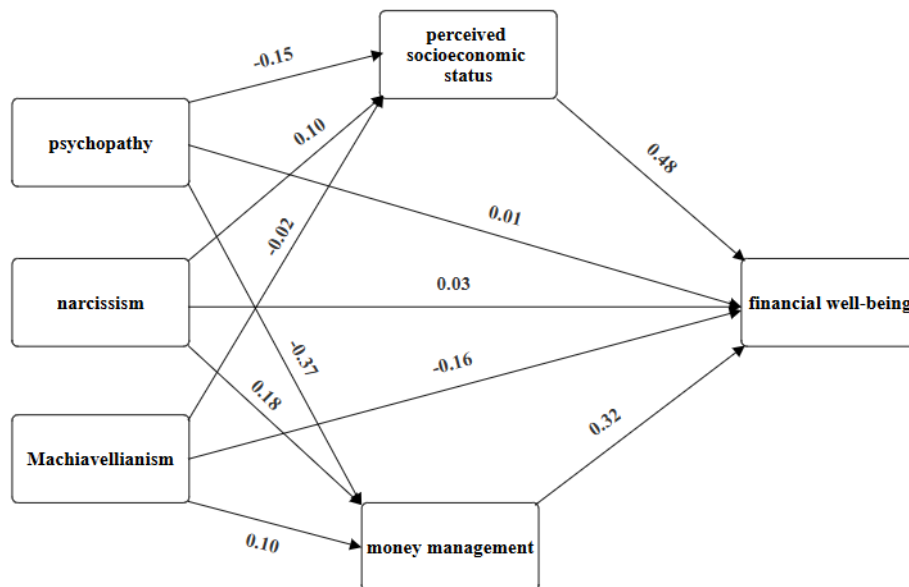 perceived
socioeconomic
status
-0.15
psychopathy
0.10
0.48
0.01
-0.02
narcissism
0.03
financial well-being
-0.37
-0.16
0.18
0.32
Machiavellianism
0.10
money management